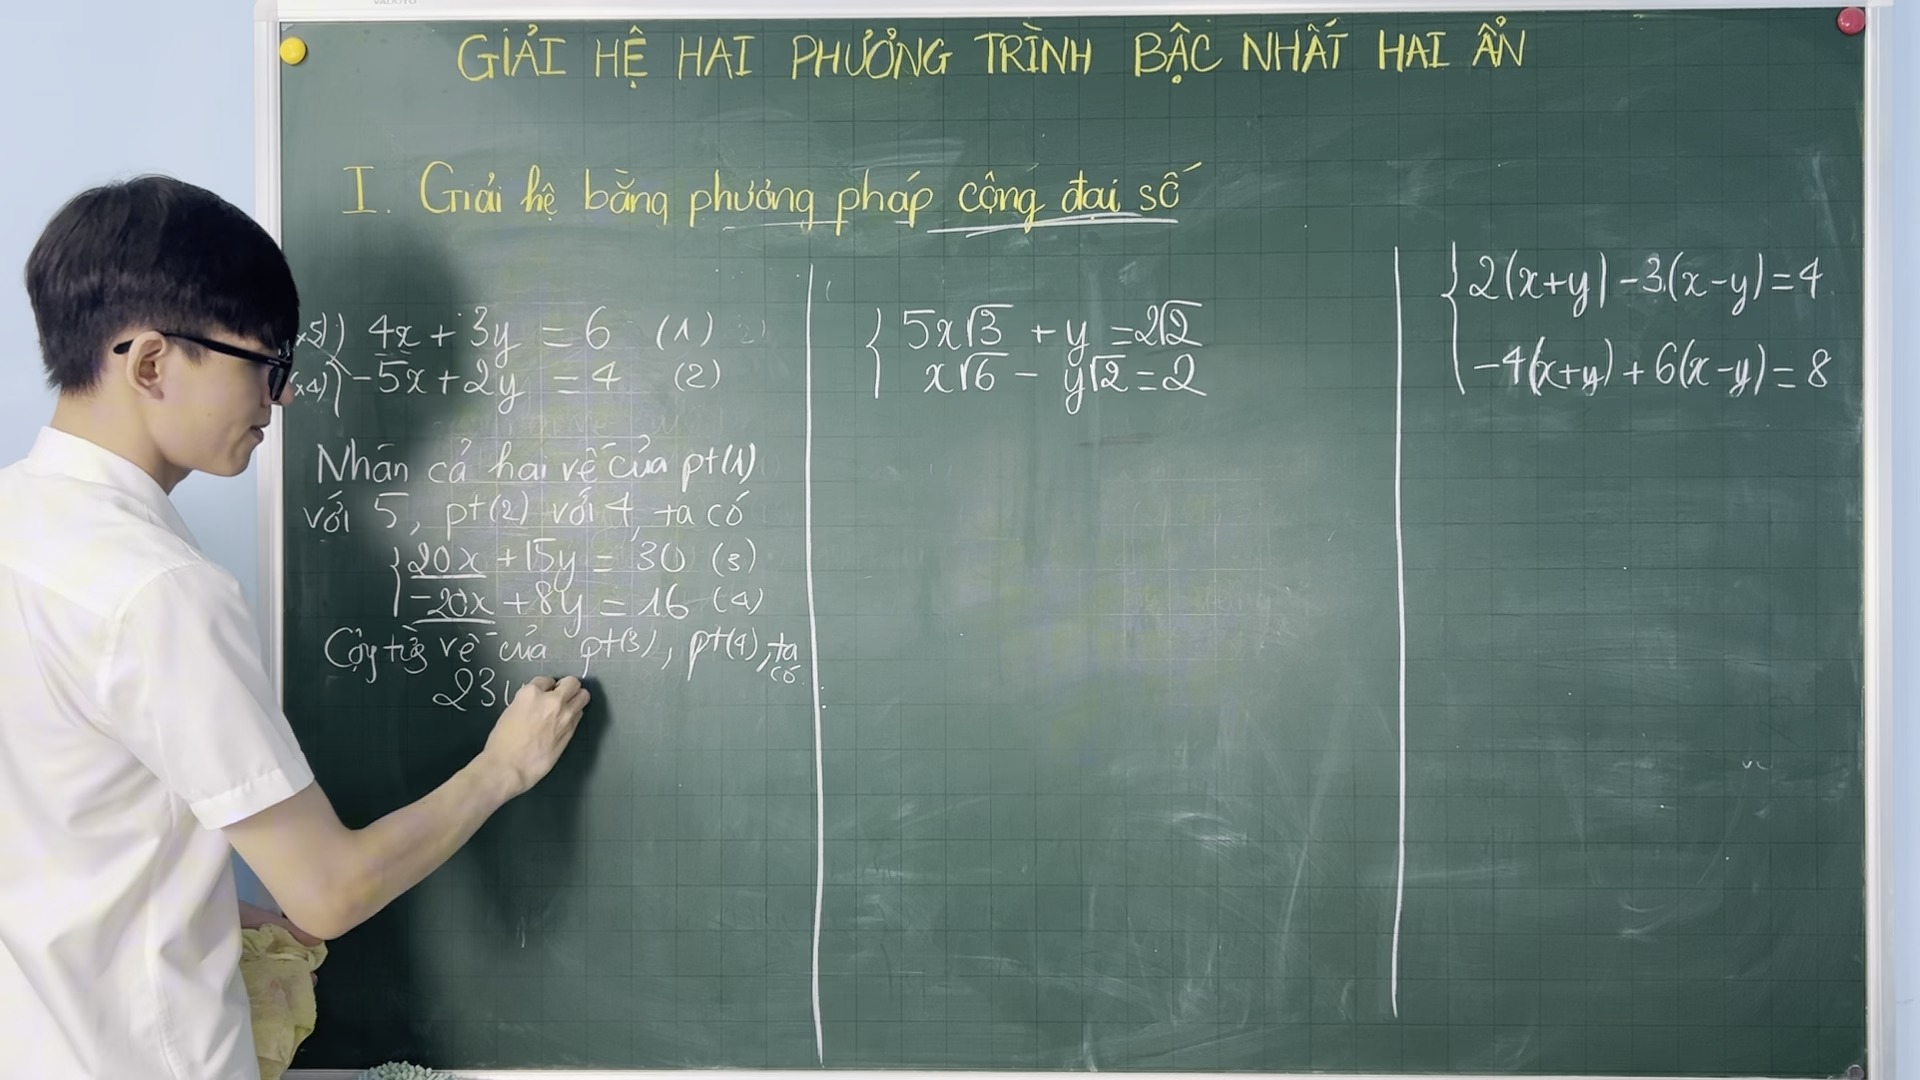 GIẢI HỆ HAI PHƯƠNG TRÌNH BẬC NHẤT HAI ẨN
I. Giải hệ bằng phương pháp cộng đại số
(x5) 4x + 3y = 6 (1)
(x4) -5x + 2y = 4 (2)
Nhân cả hai vế của pt(1)
với 5, pt(2) với 4, ta có
20x + 15y = 30 (3)
-20x + 8y = 16 (4)
Cộng từng vế của pt(3), pt(4), ta có
23y
5x√3 + y = 2√2
x√6 - y√2 = 2
2(x+y) - 3(x-y) = 4
-4(x+y) + 6(x-y) = 8